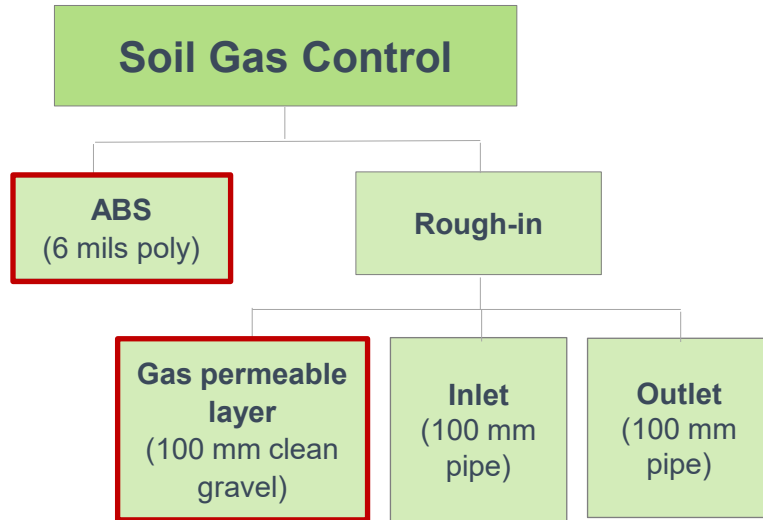 Soil Gas Control
ABS
(6 mils poly)
Rough-in
Gas permeable
layer
(100 mm clean
gravel)
Inlet
(100 mm
pipe)
Outlet
(100 mm
pipe)